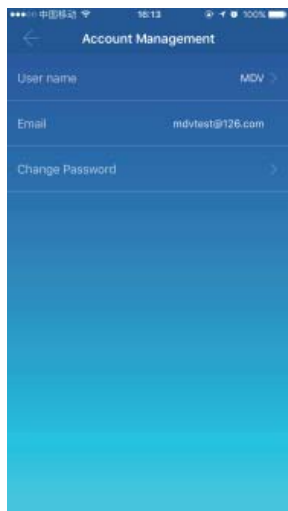 中国移动 16:13 100%
Account Management
User name MDV
Email mdvtest@126.com
Change Password